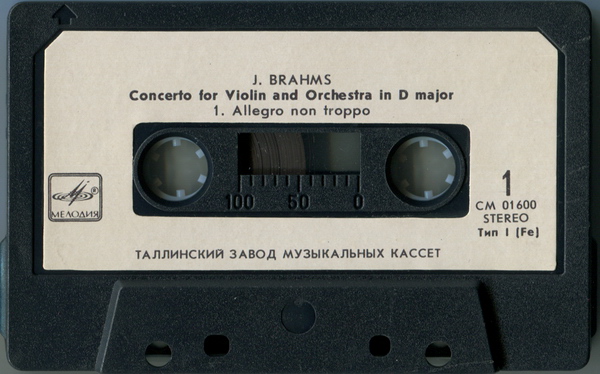 J. BRAHMS
Concerto for Violin and Orchestra in D major
1. Allegro non troppo
100 50 0
МЕЛОДИЯ
®
1
СМ 01600
STEREO
Тип I (Fe)
ТАЛЛИНСКИЙ ЗАВОД МУЗЫКАЛЬНЫХ КАССЕТ